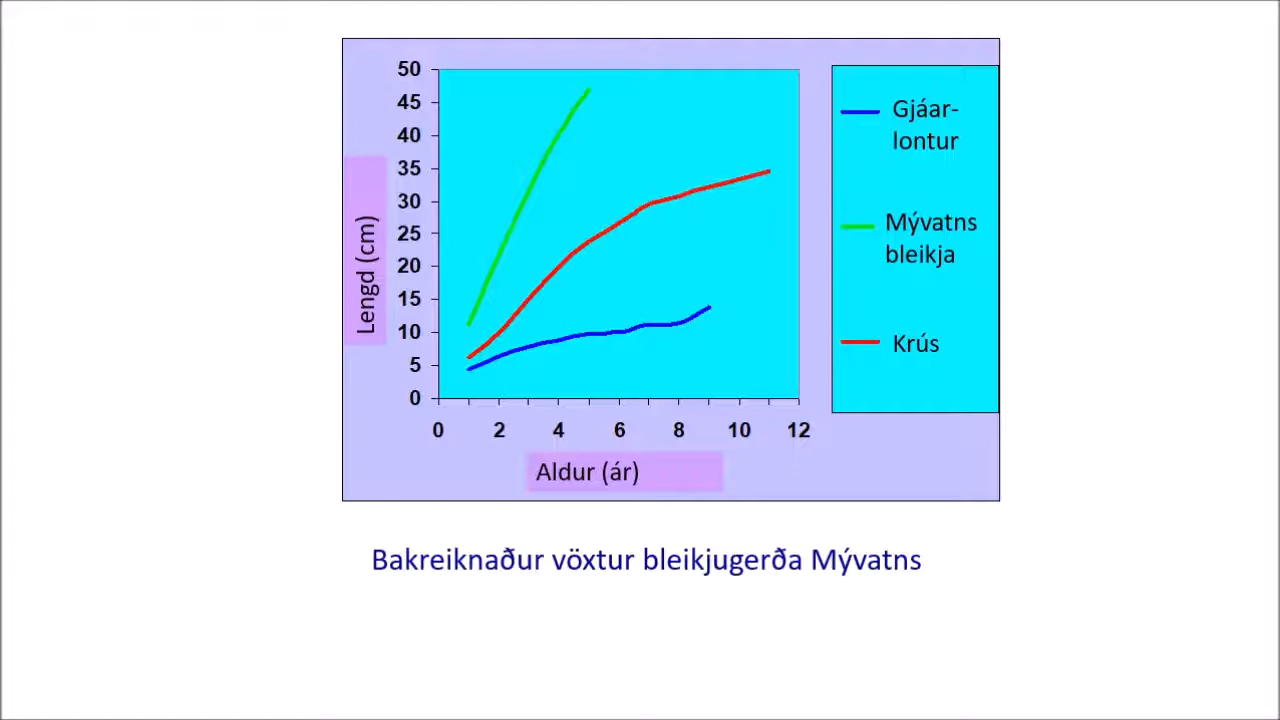 50
45
40
35
30
25
20
15
10
5
0
Lengd (cm)
0 2 4 6 8 10 12
Aldur (ár)
Gjáar-
lontur
Mývatns
bleikja
Krús
Bakreiknaður vöxtur bleikjugerða Mývatns